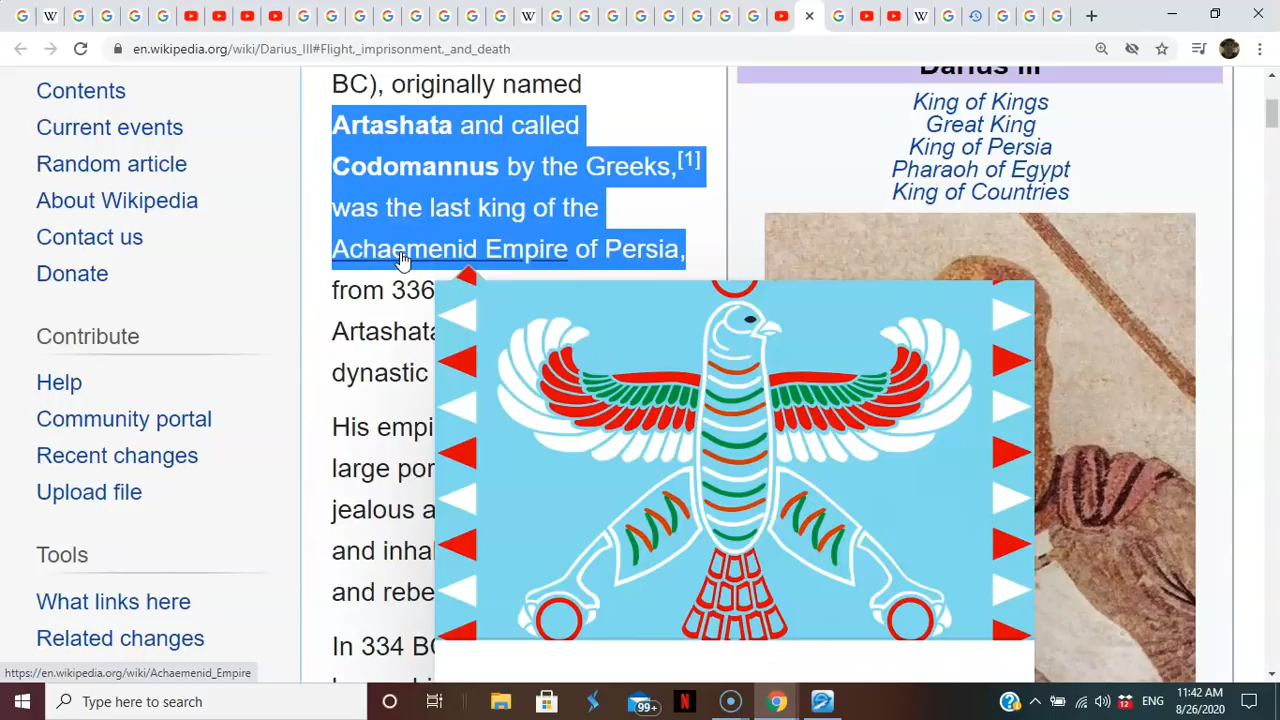 en.wikipedia.org/wiki/Darius_III#Flight,_imprisonment,_and_death
Contents
Current events
Random article
About Wikipedia
Contact us
Donate
Contribute
Help
Community portal
Recent changes
Upload file
Tools
What links here
Related changes
BC), originally named
Artashata and called
Codomannus by the Greeks,[1]
was the last king of the
Achaemenid Empire of Persia,
from 336
Artashata
dynastic
His empi
large por
jealous a
and inhal
and rebe
In 334 BC
Darius III
King of Kings
Great King
King of Persia
Pharaoh of Egypt
King of Countries
https://en.wikipedia.org/wiki/Achaemenid_Empire
Type here to search
99+
N
12
ENG
11:42 AM
8/26/2020